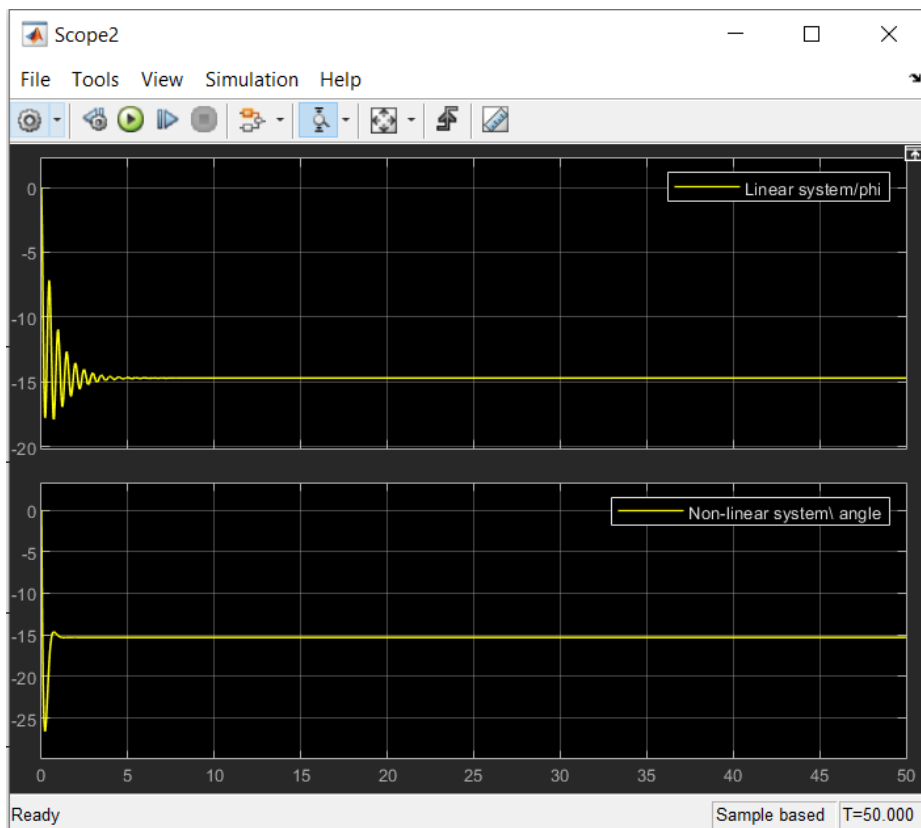 Scope2
File Tools View Simulation Help
Linear system/phi
0
-5
-10
-15
-20
Non-linear system\ angle
0
-5
-10
-15
-20
-25
0 5 10 15 20 25 30 35 40 45 50
Ready Sample based T=50.000